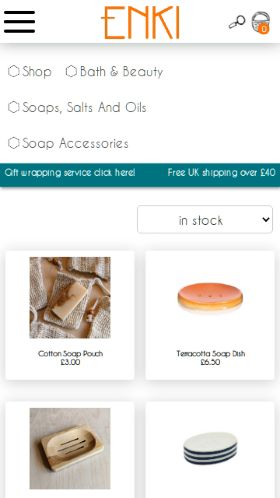 ENKI
0
Shop Bath & Beauty
Soaps, Salts And Oils
Soap Accessories
Gift wrapping service click here! Free UK shipping over £40
in stock
Cotton Soap Pouch
£3.00
Terracotta Soap Dish
£6.50